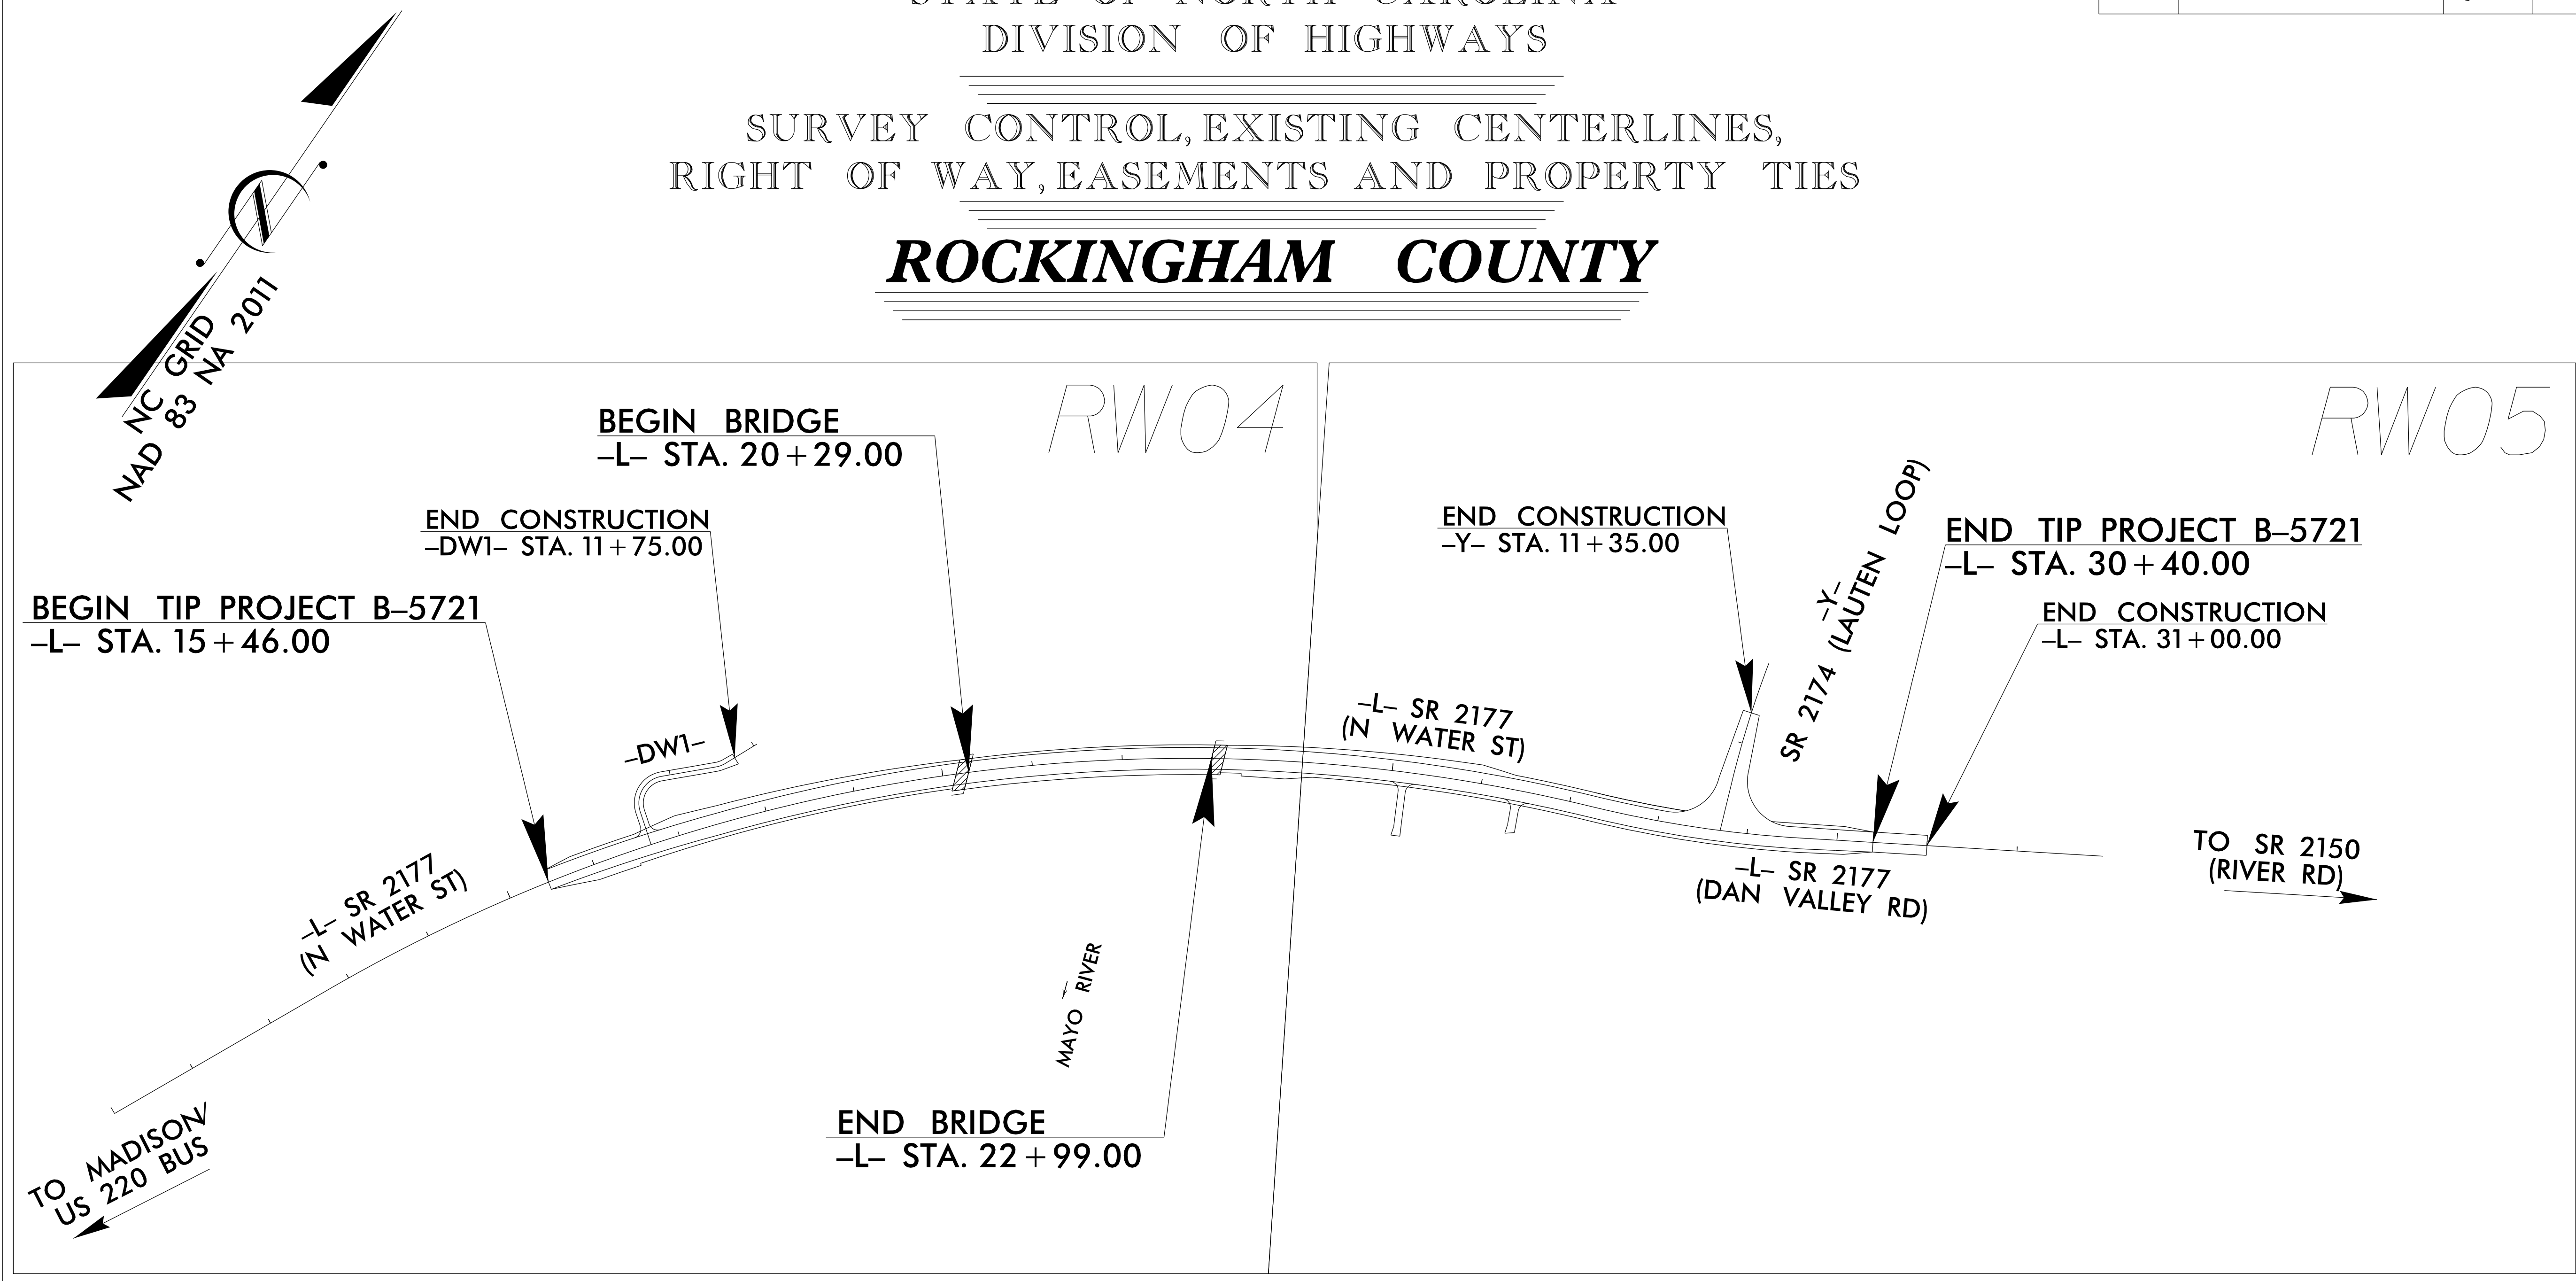 STATE OF NORTH CAROLINA
DIVISION OF HIGHWAYS
SURVEY CONTROL, EXISTING CENTERLINES,
RIGHT OF WAY, EASEMENTS AND PROPERTY TIES
ROCKINGHAM COUNTY
N
NC GRID
NAD 83 NA 2011
RW04
RW05
BEGIN BRIDGE
–L– STA. 20+29.00
END CONSTRUCTION
–DW1– STA. 11+75.00
BEGIN TIP PROJECT B–5721
–L– STA. 15+46.00
–DW1–
–L– SR 2177
(N WATER ST)
TO MADISON/
US 220 BUS
MAYO RIVER
END BRIDGE
–L– STA. 22+99.00
–L– SR 2177
(N WATER ST)
END CONSTRUCTION
–Y– STA. 11+35.00
–Y–
SR 2174 (LAUTEN LOOP)
END TIP PROJECT B–5721
–L– STA. 30+40.00
END CONSTRUCTION
–L– STA. 31+00.00
–L– SR 2177
(DAN VALLEY RD)
TO SR 2150
(RIVER RD)